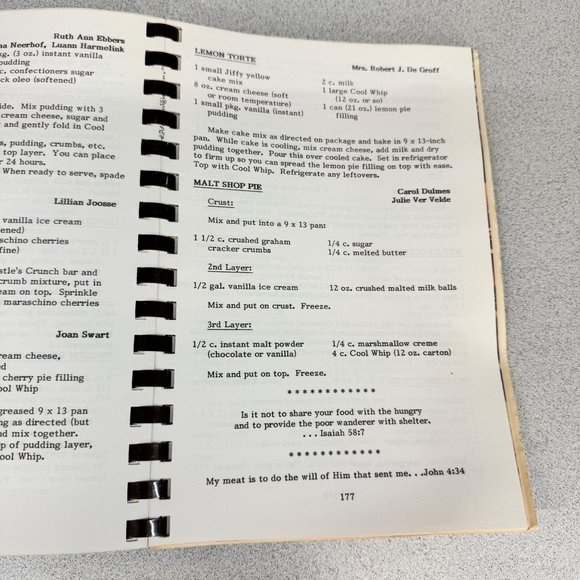 Ruth Ann Ebbers
Neerhof, Luann Harmelink
(3 oz.) instant vanilla
pudding
c. confectioners sugar
oleo (softened)
Mix pudding with 3
cream cheese, sugar and
and gently fold in Cool
pudding, crumbs, etc.
top layer. You can place
24 hours.
When ready to serve, spade
Lillian Joosse
vanilla ice cream
maraschino cherries
Crunch bar and
crumb mixture, put in
on top. Sprinkle
maraschino cherries
Joan Swart
cream cheese,
cherry pie filling
Cool Whip
greased 9 x 13 pan
as directed (but
mix together.
of pudding layer,
Cool Whip.
LEMON TORTE
Mrs. Robert J. De Groff
1 small Jiffy yellow
cake mix
8 oz. cream cheese (soft
or room temperature)
1 small pkg. vanilla (instant)
pudding
2 c. milk
1 large Cool Whip
(12 oz. or so)
1 can (21 oz.) lemon pie
filling
Make cake mix as directed on package and bake in 9 x 13-inch
pan. While cake is cooling, mix cream cheese, add milk and dry
pudding together. Pour this over cooled cake. Set in refrigerator
to firm up so you can spread the lemon pie filling on top with ease.
Top with Cool Whip. Refrigerate any leftovers.
MALT SHOP PIE
Carol Dulmes
Julie Ver Velde
Crust:
Mix and put into a 9 x 13 pan:
1 1/2 c. crushed graham
cracker crumbs
1/4 c. sugar
1/4 c. melted butter
2nd Layer:
1/2 gal. vanilla ice cream
12 oz. crushed malted milk balls
Mix and put on crust. Freeze.
3rd Layer:
1/2 c. instant malt powder
(chocolate or vanilla)
1/4 c. marshmallow creme
4 c. Cool Whip (12 oz. carton)
Mix and put on top. Freeze.
* * * * * * * * * * * *
Is it not to share your food with the hungry
and to provide the poor wanderer with shelter.
. . . Isaiah 58:7
* * * * * * * * * * * *
My meat is to do the will of Him that sent me. . .John 4:34
177